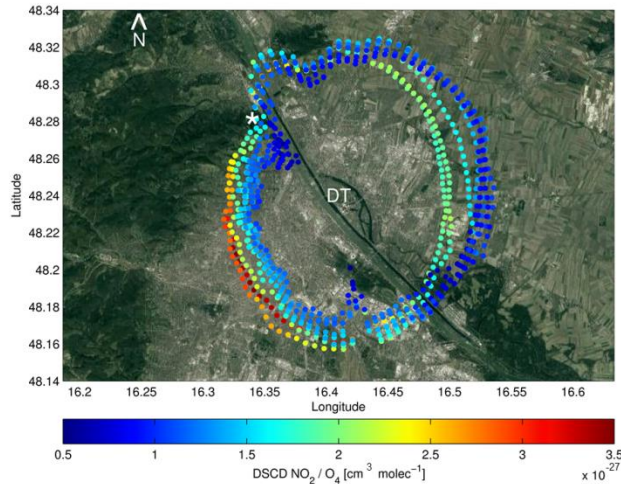 48.34
48.32
48.3
48.28
48.26
48.24
48.22
48.2
48.18
48.16
48.14
Latitude
N
*
DT
16.2 16.25 16.3 16.35 16.4 16.45 16.5 16.55 16.6
Longitude
0.5 1 1.5 2 2.5 3 3.5
DSCD NO₂ / O₄ [cm³ molec⁻¹]
x 10⁻²⁷